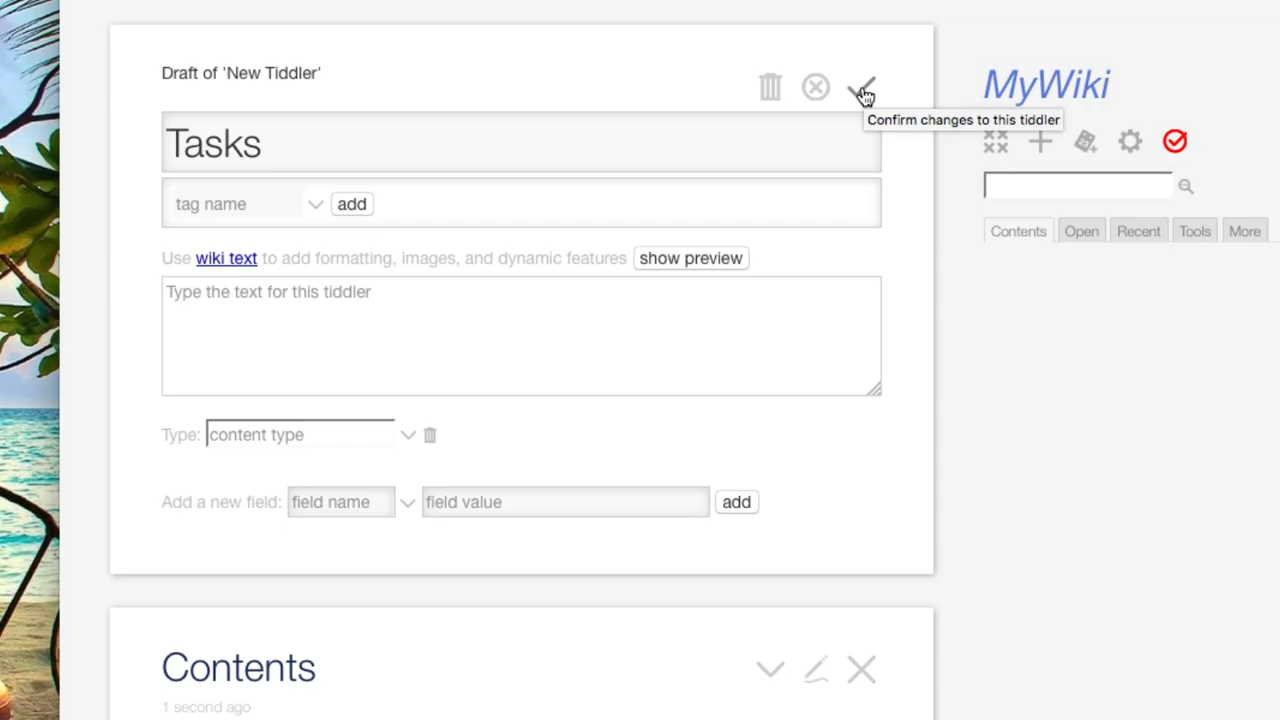 Draft of 'New Tiddler'
MyWiki
Confirm changes to this tiddler
Tasks
tag name add
Contents Open Recent Tools More
Use wiki text to add formatting, images, and dynamic features show preview
Type the text for this tiddler
Type: content type
Add a new field: field name field value add
Contents
1 second ago